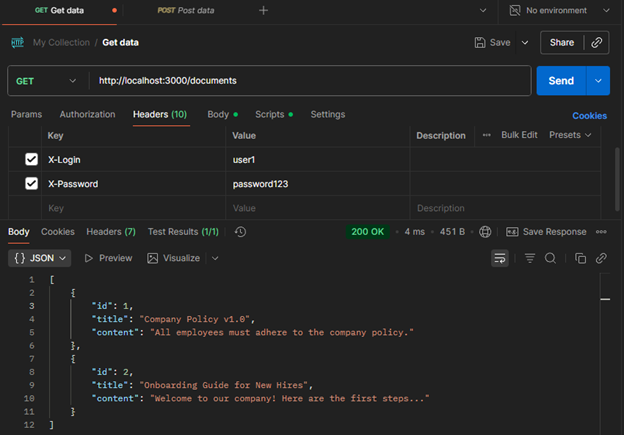 GET Get data POST Post data No environment
HTTP My Collection / Get data Save Share
GET http://localhost:3000/documents Send
Params Authorization Headers (10) Body Scripts Settings Cookies
Key Value Description Bulk Edit Presets
X-Login user1
X-Password password123
Key Value Description
Body Cookies Headers (7) Test Results (1/1) 200 OK 4 ms 451 B Save Response
{} JSON Preview Visualize
1 [
2 {
3 "id": 1,
4 "title": "Company Policy v1.0",
5 "content": "All employees must adhere to the company policy."
6 },
7 {
8 "id": 2,
9 "title": "Onboarding Guide for New Hires",
10 "content": "Welcome to our company! Here are the first steps..."
11 }
12 ]